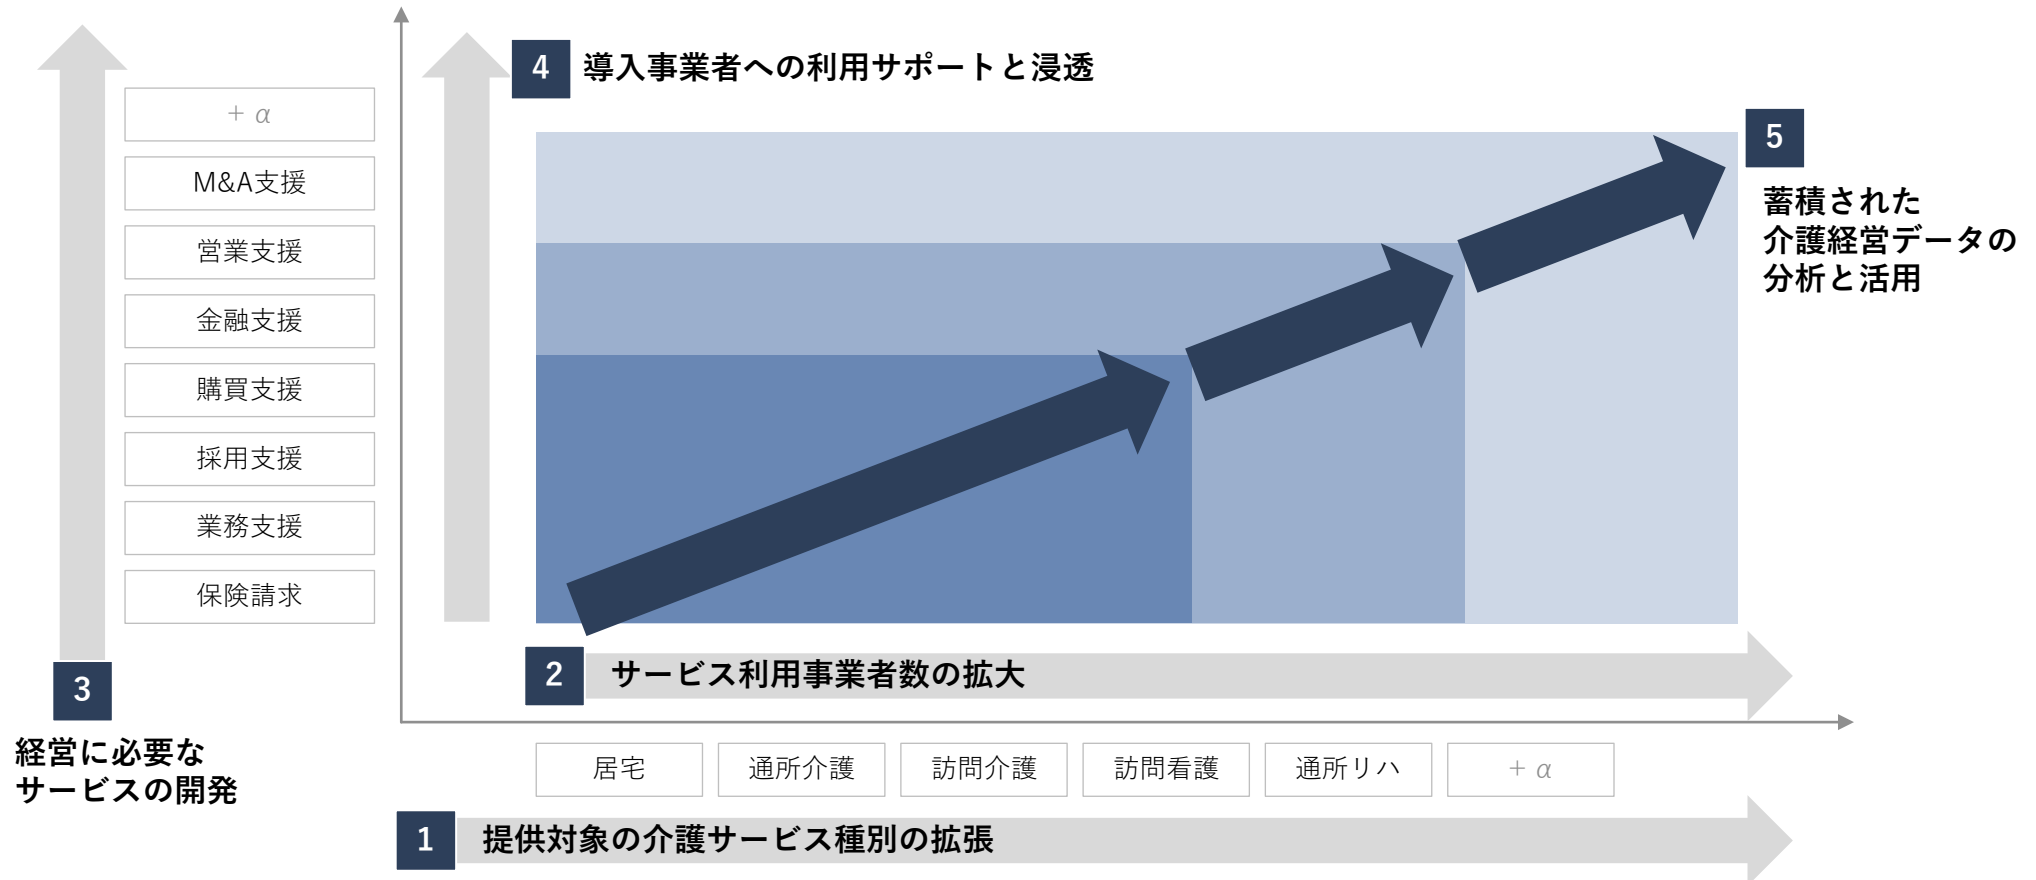 4
導入事業者への利用サポートと浸透
5
蓄積された
介護経営データの
分析と活用
+ α
M&A支援
営業支援
金融支援
購買支援
採用支援
業務支援
保険請求
3
経営に必要な
サービスの開発
2
サービス利用事業者数の拡大
居宅
通所介護
訪問介護
訪問看護
通所リハ
+ α
1
提供対象の介護サービス種別の拡張